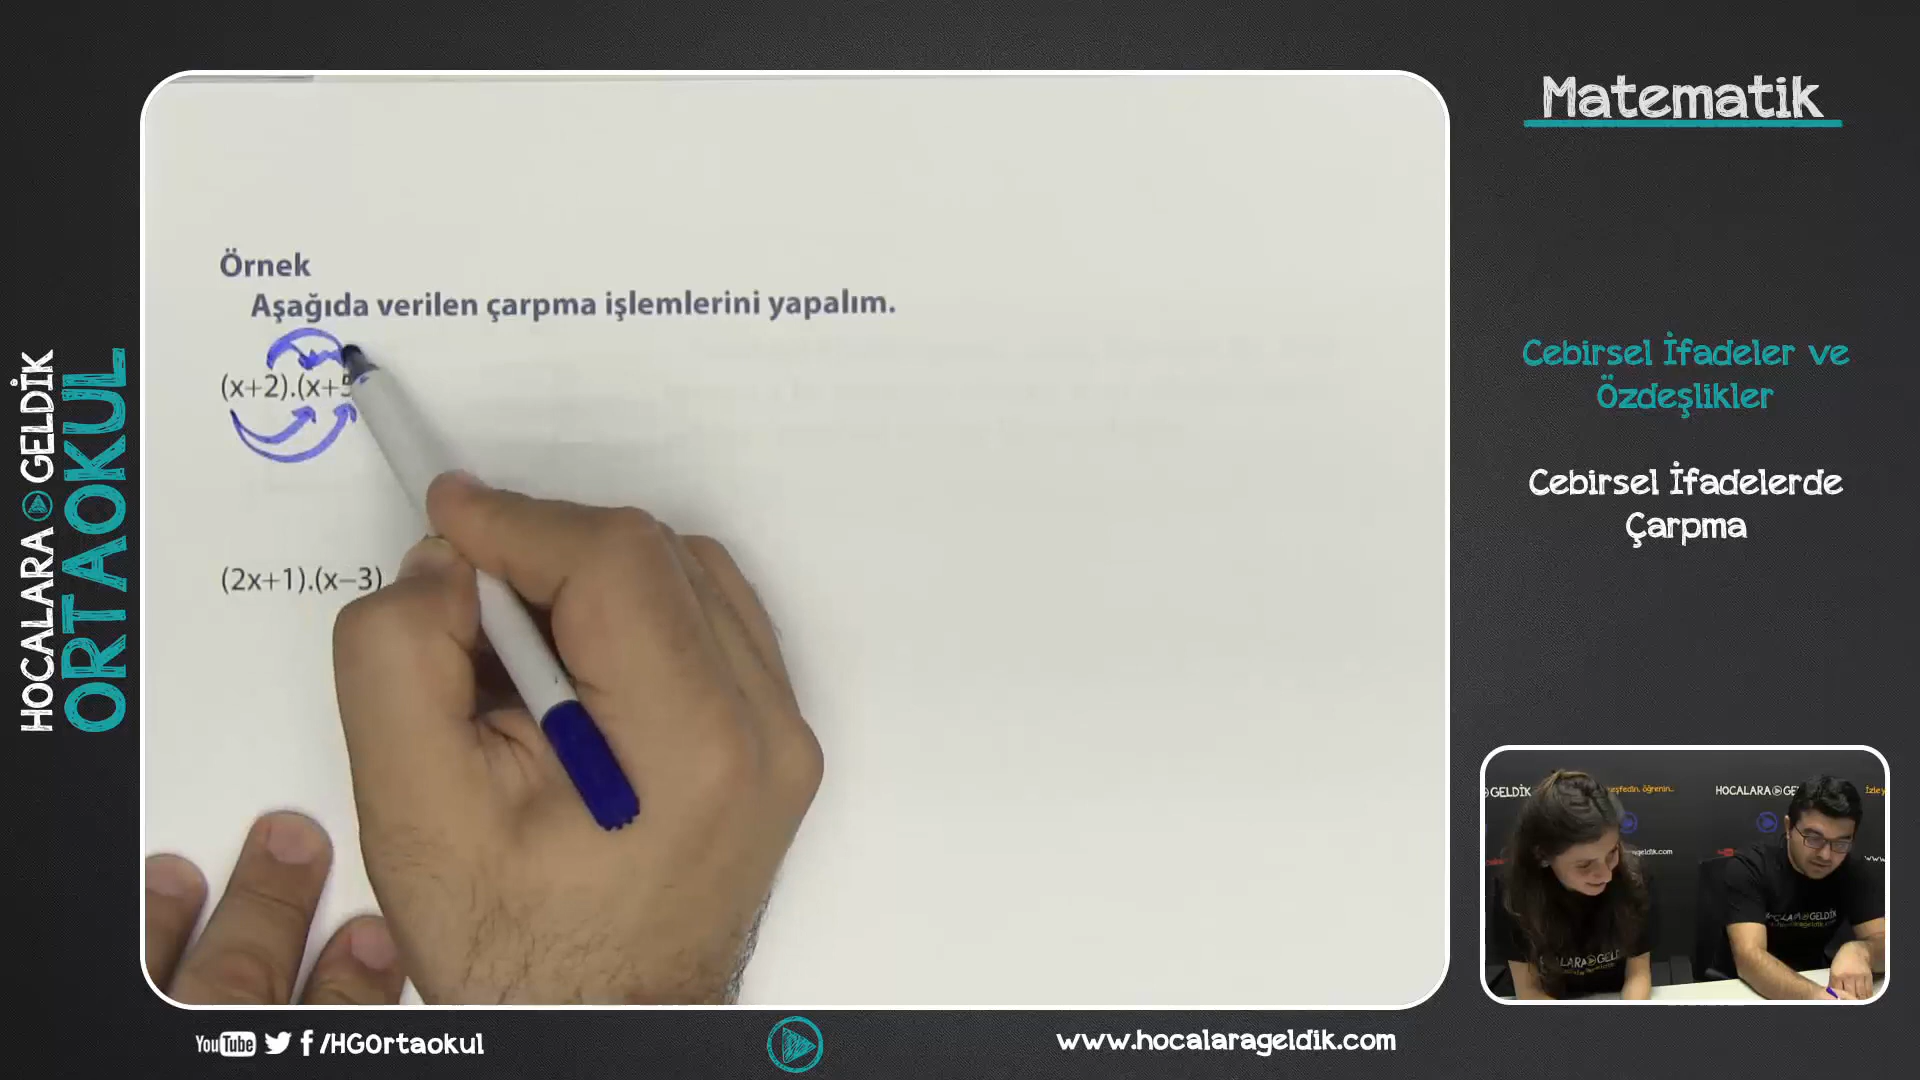 Matematik
Örnek
Aşağıda verilen çarpma işlemlerini yapalım.
(x+2).(x+5
(2x+1).(x−3)
Cebirsel İfadeler ve
Özdeşlikler
Cebirsel İfadelerde
Çarpma
HOCALARA GELDİK
ORTAOKUL
GELDİK
HOCALARA
YouTube /HGOrtaokul
www.hocalarageldik.com